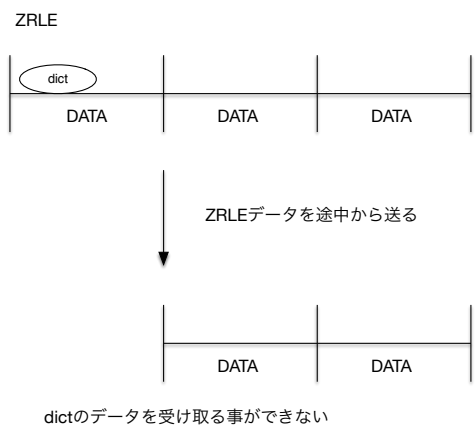 ZRLE
dict
DATA DATA DATA
ZRLEデータを途中から送る
DATA DATA
dictのデータを受け取る事ができない